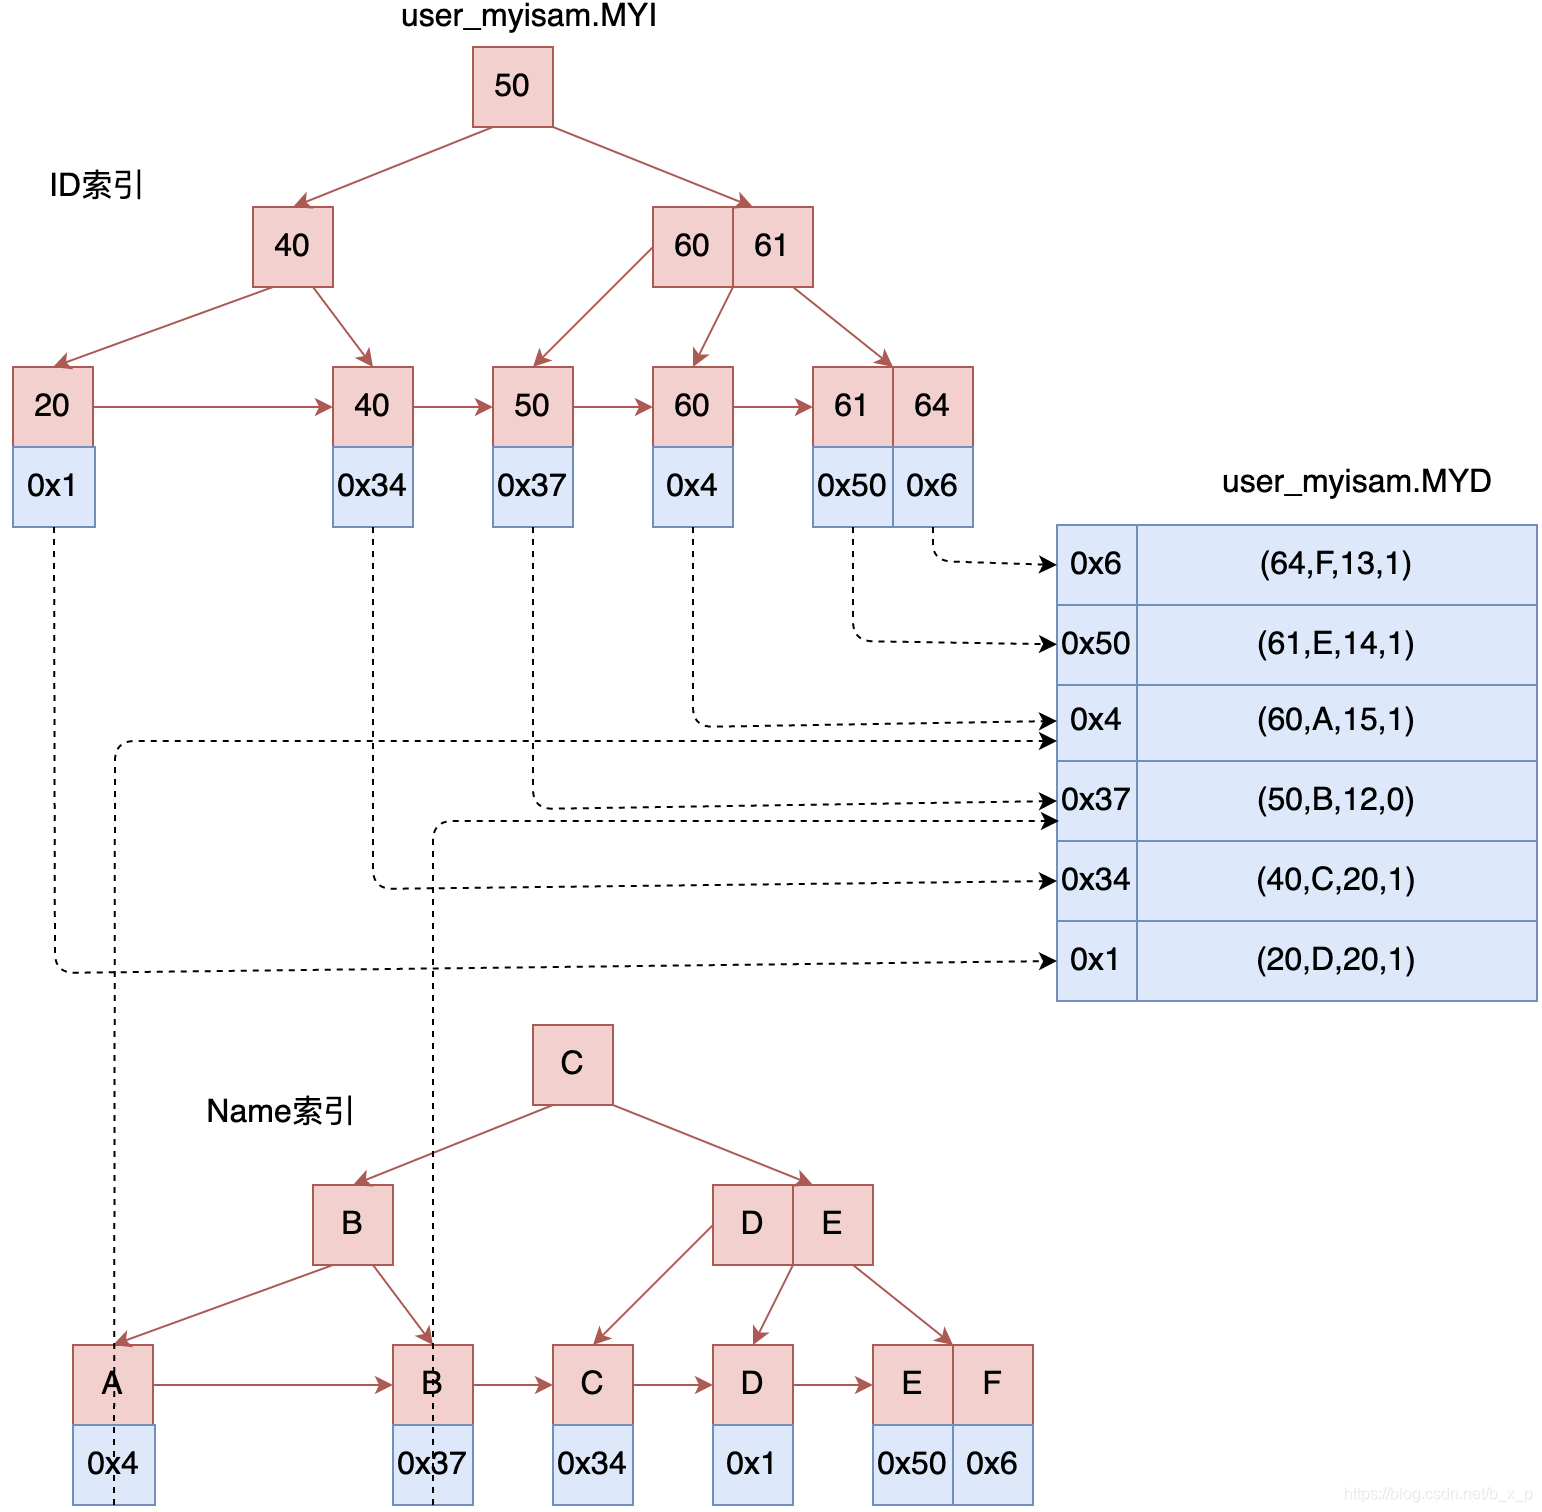 user_myisam.MYI
50
ID索引
40
60 61
20 40 50 60 61 64
0x1 0x34 0x37 0x4 0x50 0x6
user_myisam.MYD
0x6 (64,F,13,1)
0x50 (61,E,14,1)
0x4 (60,A,15,1)
0x37 (50,B,12,0)
0x34 (40,C,20,1)
0x1 (20,D,20,1)
C
Name索引
B
D E
A B C D E F
0x4 0x37 0x34 0x1 0x50 0x6
https://blog.csdn.net/b_x_p